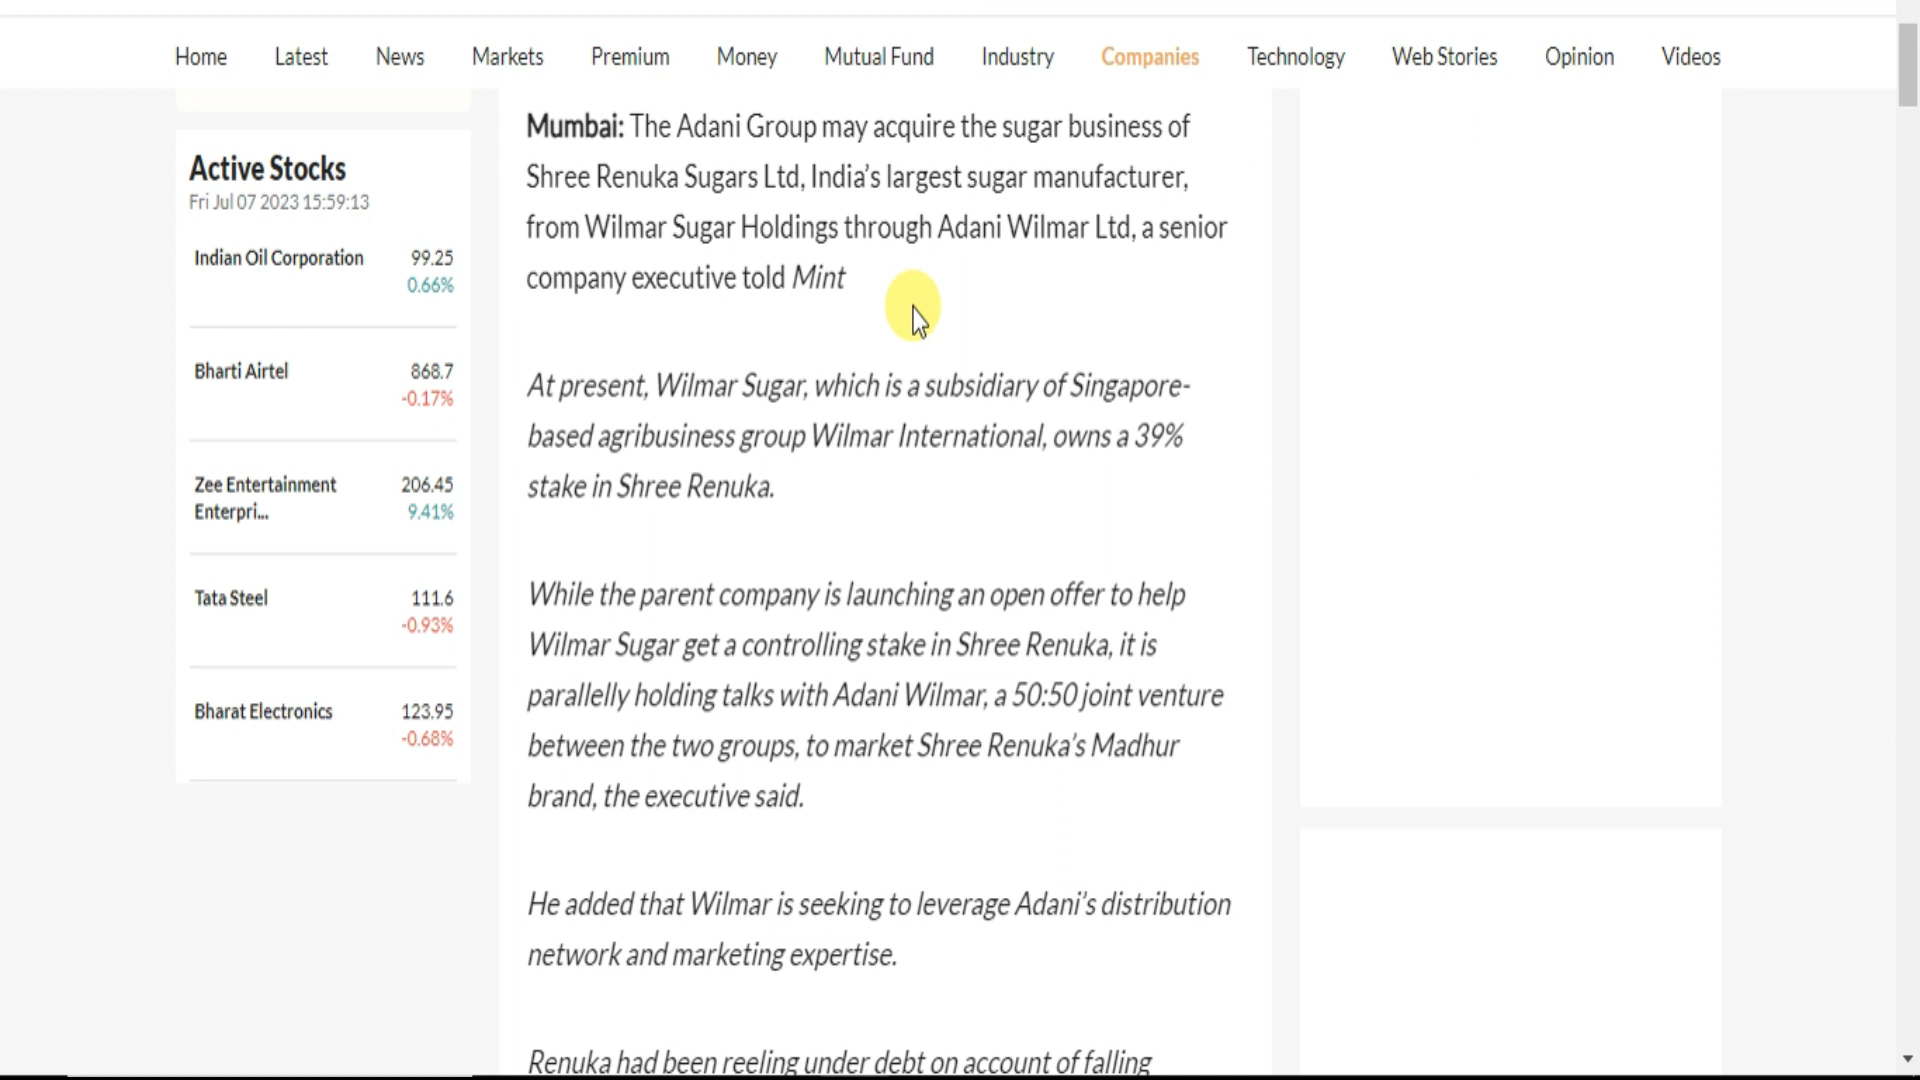 Home Latest News Markets Premium Money Mutual Fund Industry Companies Technology Web Stories Opinion Videos
Active Stocks
Fri Jul 07 2023 15:59:13
Indian Oil Corporation 99.25
0.66%
Bharti Airtel 868.7
-0.17%
Zee Entertainment 206.45
Enterpri... 9.41%
Tata Steel 111.6
-0.93%
Bharat Electronics 123.95
-0.68%
Mumbai: The Adani Group may acquire the sugar business of
Shree Renuka Sugars Ltd, India’s largest sugar manufacturer,
from Wilmar Sugar Holdings through Adani Wilmar Ltd, a senior
company executive told Mint
At present, Wilmar Sugar, which is a subsidiary of Singapore-
based agribusiness group Wilmar International, owns a 39%
stake in Shree Renuka.
While the parent company is launching an open offer to help
Wilmar Sugar get a controlling stake in Shree Renuka, it is
parallelly holding talks with Adani Wilmar, a 50:50 joint venture
between the two groups, to market Shree Renuka’s Madhur
brand, the executive said.
He added that Wilmar is seeking to leverage Adani’s distribution
network and marketing expertise.
Renuka had been reeling under debt on account of falling